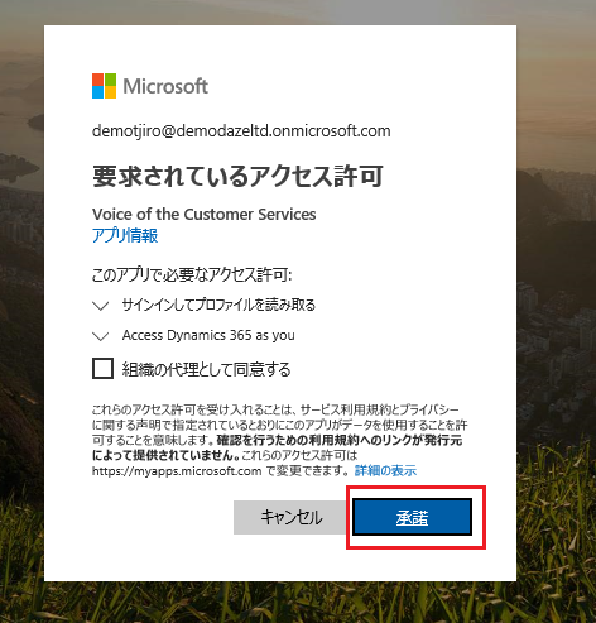 Microsoft
demotjiro@demodazeltd.onmicrosoft.com
要求されているアクセス許可
Voice of the Customer Services
アプリ情報
このアプリで必要なアクセス許可:
サインインしてプロファイルを読み取る
Access Dynamics 365 as you
組織の代理として同意する
これらのアクセス許可を受け入れることは、サービス利用規約とプライバシー
に関する声明で指定されているとおりにこのアプリがデータを使用することを許
可することを意味します。確認を行うための利用規約へのリンクが発行元
によって提供されていません。これらのアクセス許可は
https://myapps.microsoft.com で変更できます。詳細の表示
キャンセル
承諾